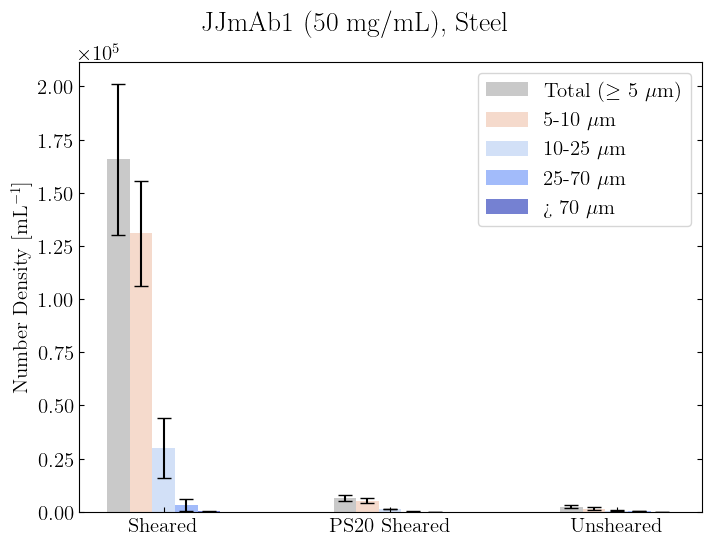 JJmAb1 (50 mg/mL), Steel
×10⁵
2.00
1.75
1.50
1.25
1.00
0.75
0.50
0.25
0.00
Number Density [mL⁻¹]
Total (≥ 5 μm)
5-10 μm
10-25 μm
25-70 μm
¿ 70 μm
Sheared
PS20 Sheared
Unsheared